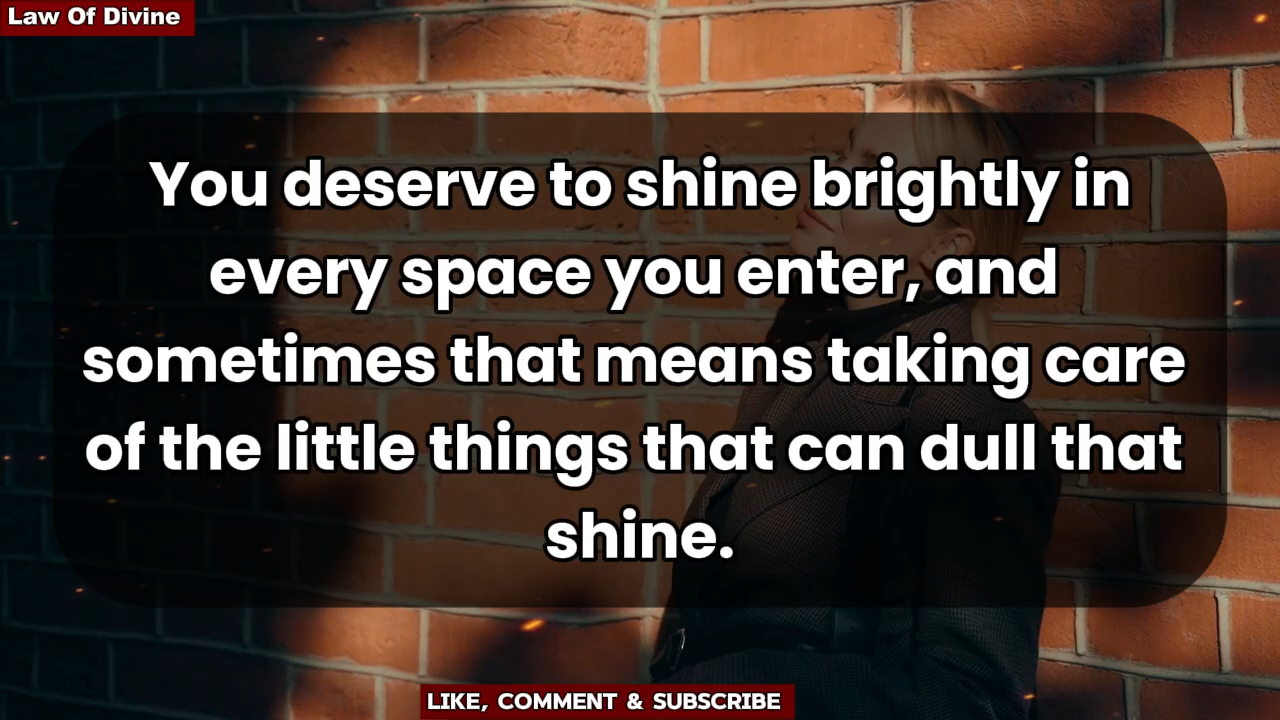 Law Of Divine
You deserve to shine brightly in
every space you enter, and
sometimes that means taking care
of the little things that can dull that
shine.
LIKE, COMMENT & SUBSCRIBE